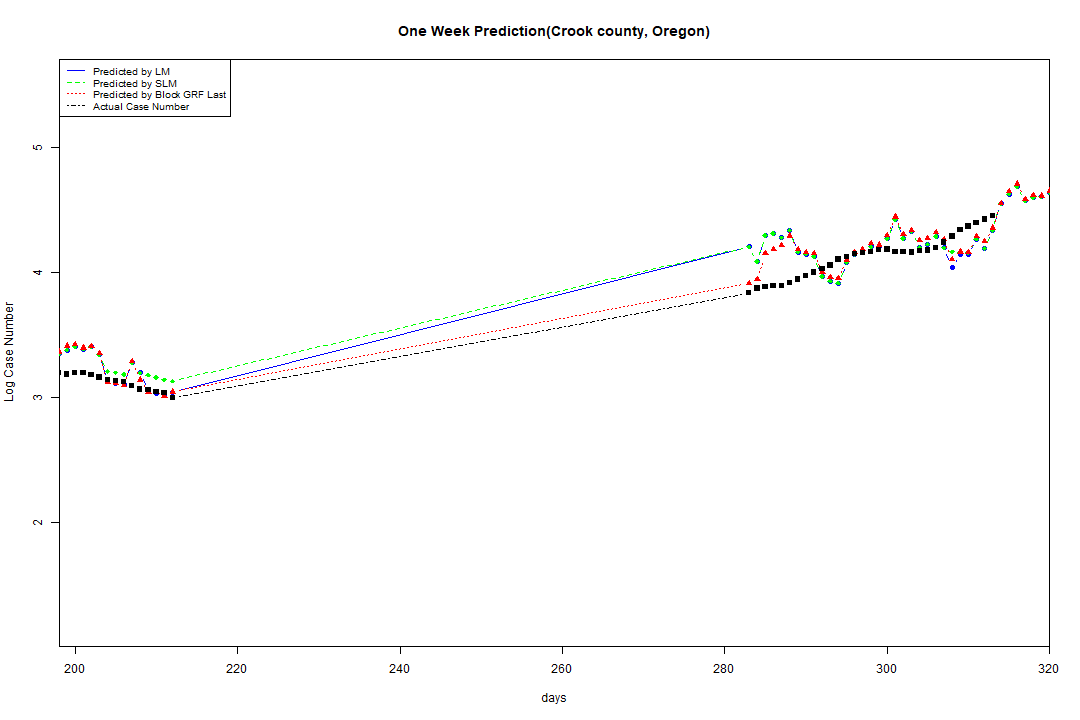 One Week Prediction(Crook county, Oregon)
Predicted by LM
Predicted by SLM
Predicted by Block GRF Last
Actual Case Number
5
4
3
2
Log Case Number
200 220 240 260 280 300 320
days